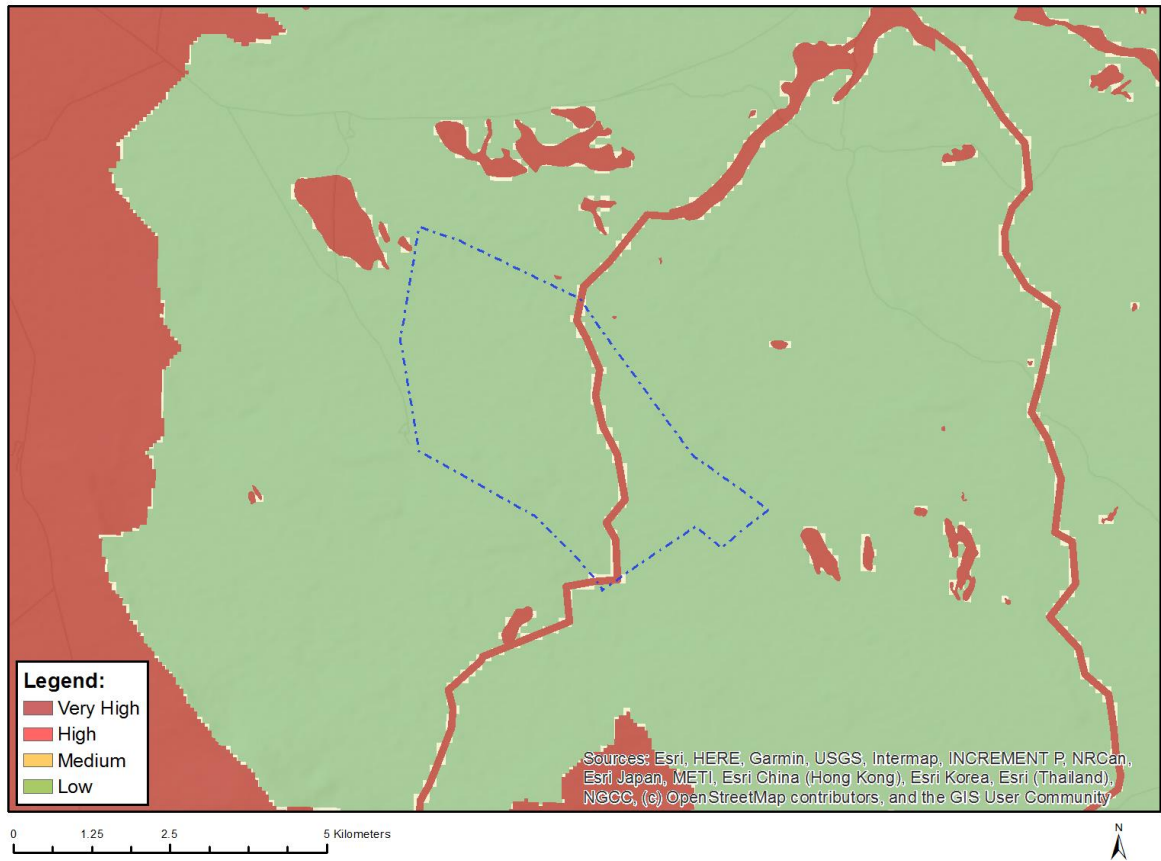 Legend:
Very High
High
Medium
Low
Sources: Esri, HERE, Garmin, USGS, Intermap, INCREMENT P, NRCan,
Esri Japan, METI, Esri China (Hong Kong), Esri Korea, Esri (Thailand),
NGCC, (c) OpenStreetMap contributors, and the GIS User Community
0 1.25 2.5 5 Kilometers
N